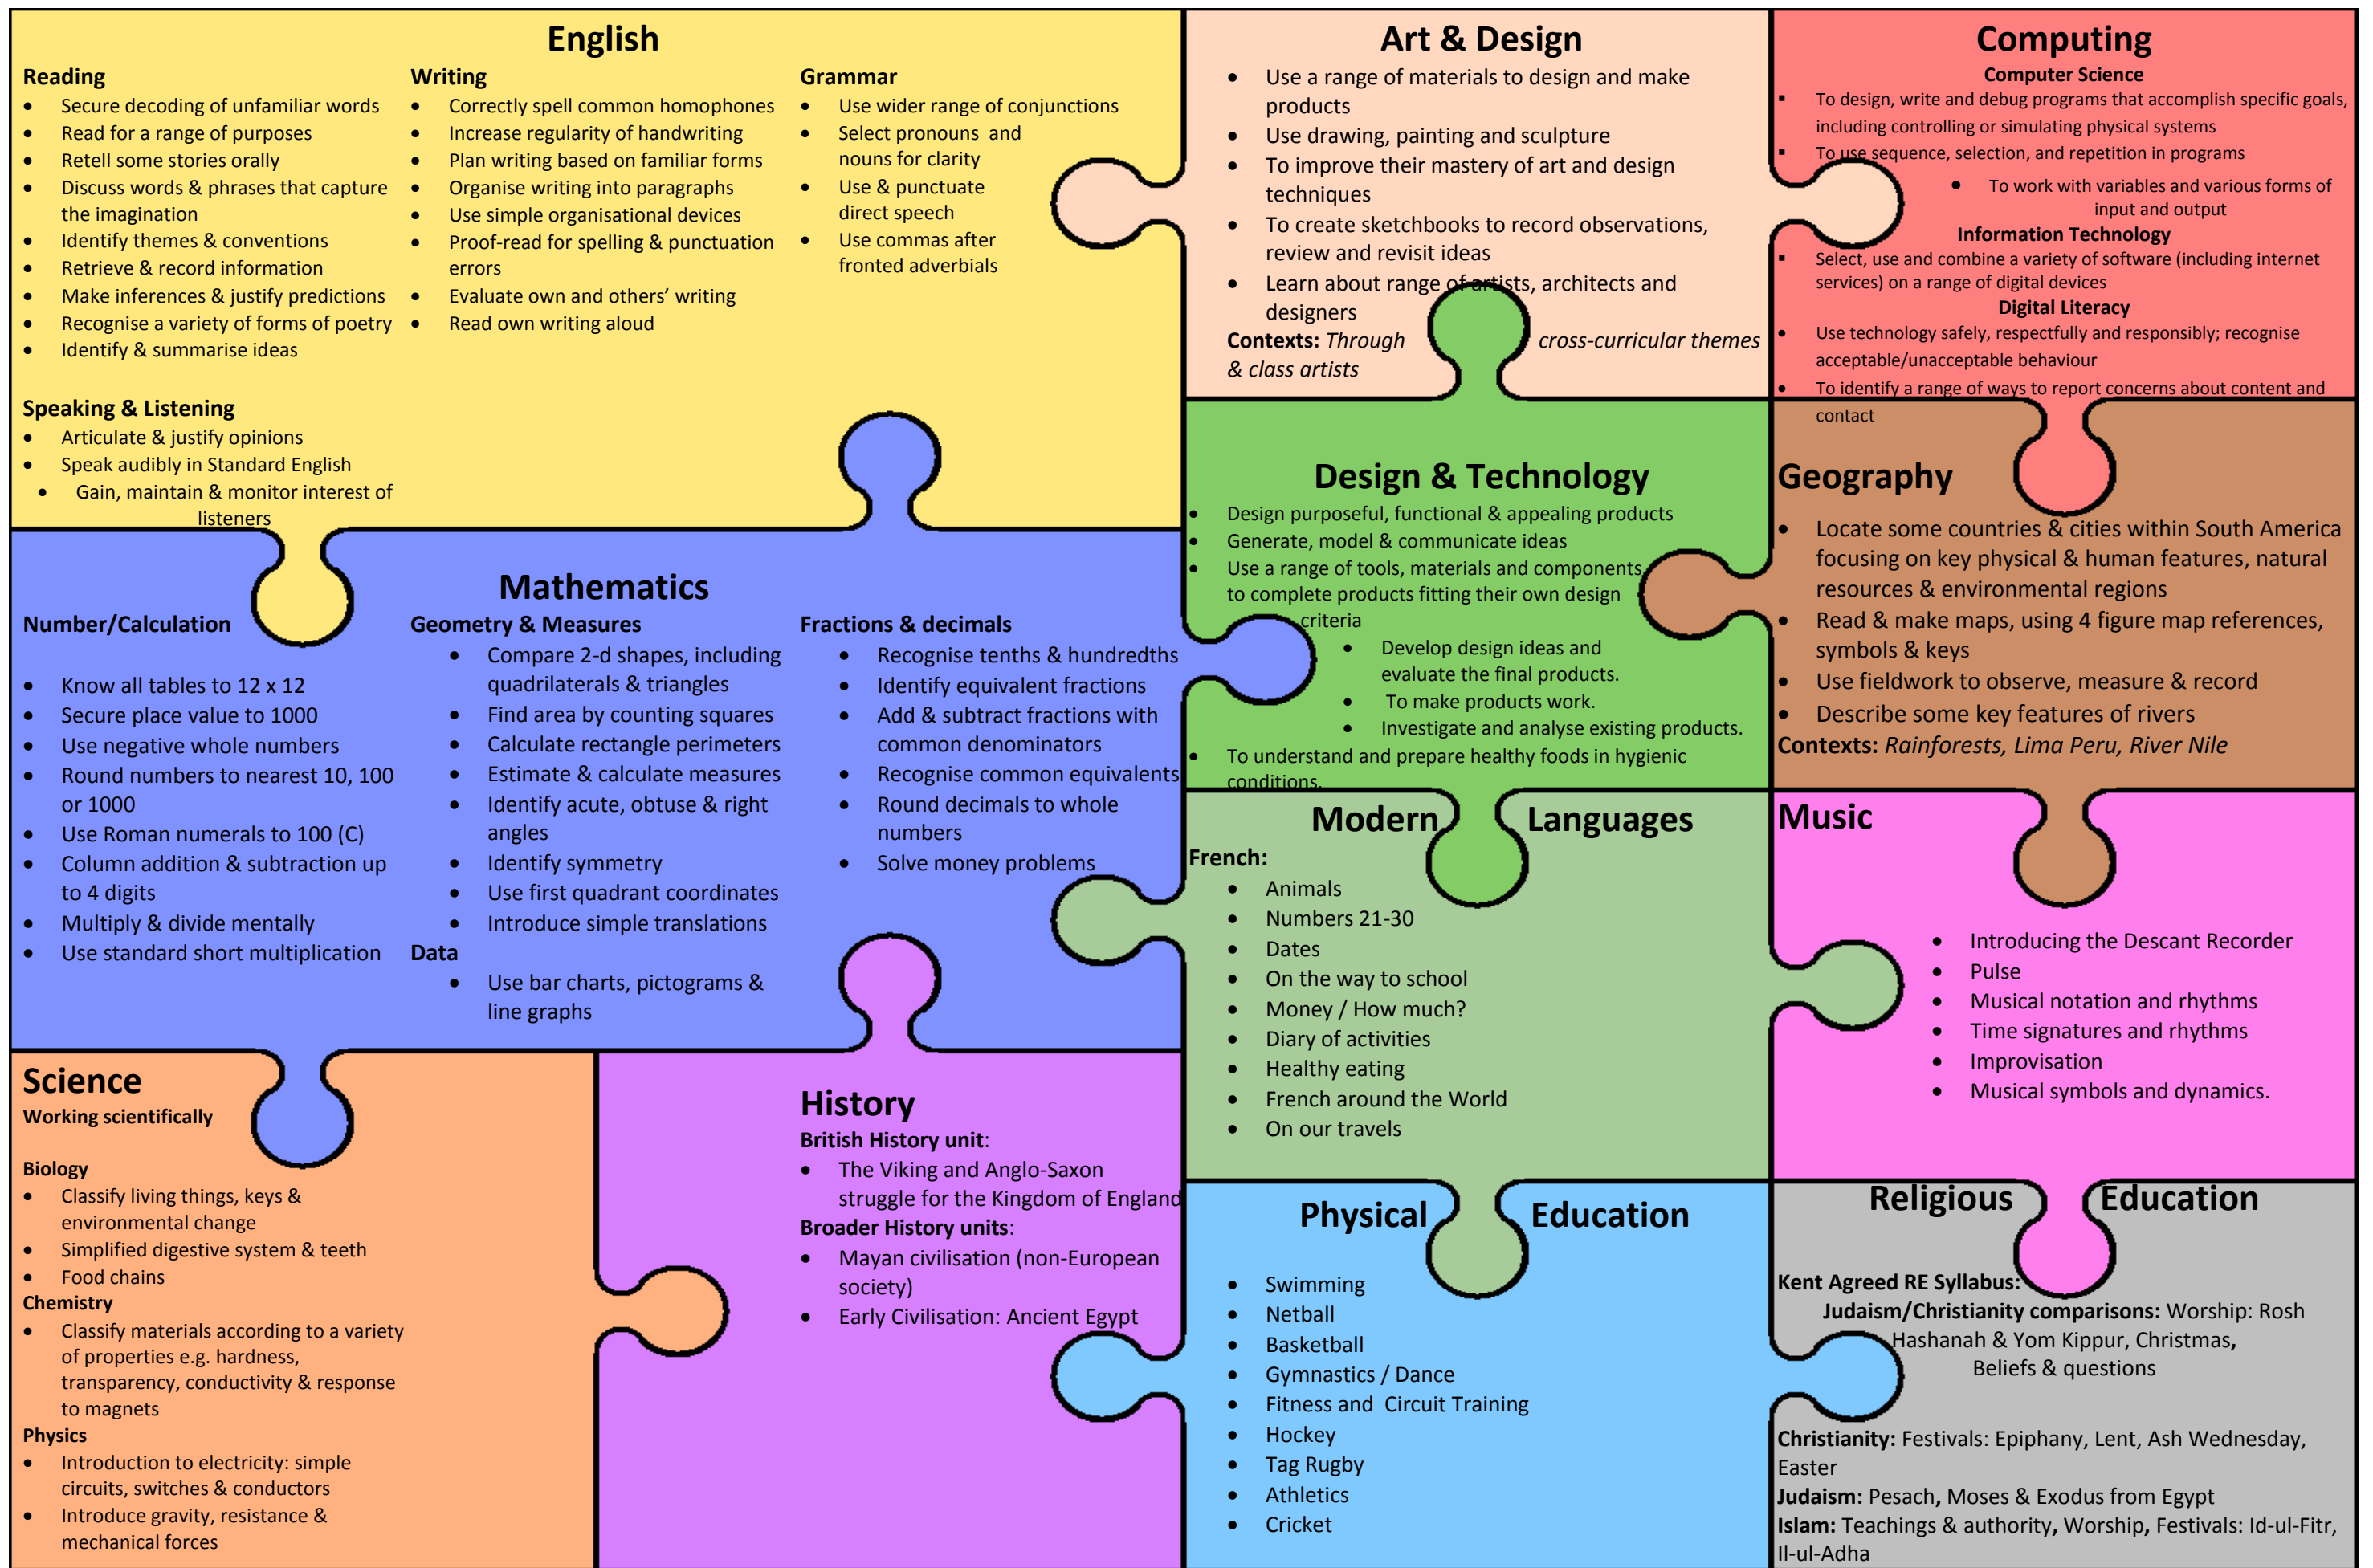 English
Reading
• Secure decoding of unfamiliar words
• Read for a range of purposes
• Retell some stories orally
• Discuss words & phrases that capture
the imagination
• Identify themes & conventions
• Retrieve & record information
• Make inferences & justify predictions
• Recognise a variety of forms of poetry
• Identify & summarise ideas
Speaking & Listening
• Articulate & justify opinions
• Speak audibly in Standard English
• Gain, maintain & monitor interest of
listeners
Writing
• Correctly spell common homophones
• Increase regularity of handwriting
• Plan writing based on familiar forms
• Organise writing into paragraphs
• Use simple organisational devices
• Proof-read for spelling & punctuation
errors
• Evaluate own and others’ writing
• Read own writing aloud
Grammar
• Use wider range of conjunctions
• Select pronouns and
nouns for clarity
• Use & punctuate
direct speech
• Use commas after
fronted adverbials
Art & Design
• Use a range of materials to design and make
products
• Use drawing, painting and sculpture
• To improve their mastery of art and design
techniques
• To create sketchbooks to record observations,
review and revisit ideas
• Learn about range of artists, architects and
designers
Contexts: Through cross-curricular themes
& class artists
Computing
Computer Science
▪ To design, write and debug programs that accomplish specific goals,
including controlling or simulating physical systems
▪ To use sequence, selection, and repetition in programs
• To work with variables and various forms of
input and output
Information Technology
▪ Select, use and combine a variety of software (including internet
services) on a range of digital devices
Digital Literacy
• Use technology safely, respectfully and responsibly; recognise
acceptable/unacceptable behaviour
• To identify a range of ways to report concerns about content and
contact
Mathematics
Number/Calculation
• Know all tables to 12 x 12
• Secure place value to 1000
• Use negative whole numbers
• Round numbers to nearest 10, 100
or 1000
• Use Roman numerals to 100 (C)
• Column addition & subtraction up
to 4 digits
• Multiply & divide mentally
• Use standard short multiplication
Geometry & Measures
• Compare 2-d shapes, including
quadrilaterals & triangles
• Find area by counting squares
• Calculate rectangle perimeters
• Estimate & calculate measures
• Identify acute, obtuse & right
angles
• Identify symmetry
• Use first quadrant coordinates
• Introduce simple translations
Data
• Use bar charts, pictograms &
line graphs
Fractions & decimals
• Recognise tenths & hundredths
• Identify equivalent fractions
• Add & subtract fractions with
common denominators
• Recognise common equivalents
• Round decimals to whole
numbers
• Solve money problems
Design & Technology
• Design purposeful, functional & appealing products
• Generate, model & communicate ideas
• Use a range of tools, materials and components
to complete products fitting their own design
criteria
• Develop design ideas and
evaluate the final products.
• To make products work.
• Investigate and analyse existing products.
• To understand and prepare healthy foods in hygienic
conditions.
Geography
• Locate some countries & cities within South America
focusing on key physical & human features, natural
resources & environmental regions
• Read & make maps, using 4 figure map references,
symbols & keys
• Use fieldwork to observe, measure & record
• Describe some key features of rivers
Contexts: Rainforests, Lima Peru, River Nile
Modern Languages
French:
• Animals
• Numbers 21-30
• Dates
• On the way to school
• Money / How much?
• Diary of activities
• Healthy eating
• French around the World
• On our travels
Music
• Introducing the Descant Recorder
• Pulse
• Musical notation and rhythms
• Time signatures and rhythms
• Improvisation
• Musical symbols and dynamics.
Science
Working scientifically
Biology
• Classify living things, keys &
environmental change
• Simplified digestive system & teeth
• Food chains
Chemistry
• Classify materials according to a variety
of properties e.g. hardness,
transparency, conductivity & response
to magnets
Physics
• Introduction to electricity: simple
circuits, switches & conductors
• Introduce gravity, resistance &
mechanical forces
History
British History unit:
• The Viking and Anglo-Saxon
struggle for the Kingdom of England
Broader History units:
• Mayan civilisation (non-European
society)
• Early Civilisation: Ancient Egypt
Physical Education
• Swimming
• Netball
• Basketball
• Gymnastics / Dance
• Fitness and Circuit Training
• Hockey
• Tag Rugby
• Athletics
• Cricket
Religious Education
Kent Agreed RE Syllabus:
Judaism/Christianity comparisons: Worship: Rosh
Hashanah & Yom Kippur, Christmas,
Beliefs & questions
Christianity: Festivals: Epiphany, Lent, Ash Wednesday,
Easter
Judaism: Pesach, Moses & Exodus from Egypt
Islam: Teachings & authority, Worship, Festivals: Id-ul-Fitr,
Il-ul-Adha